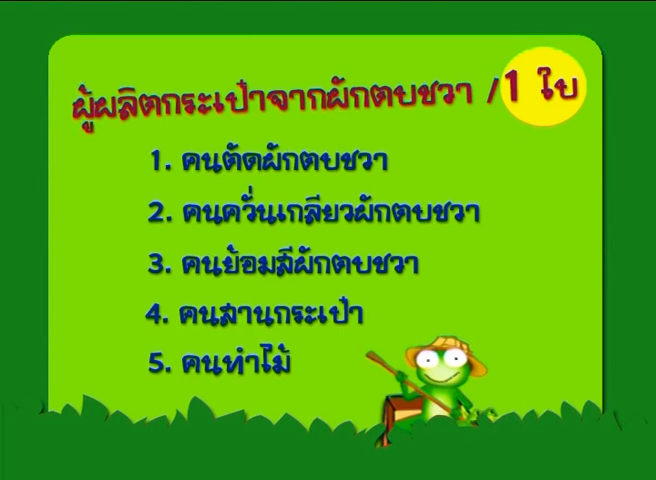 ผู้ผลิตกระเป๋าจากผักตบชวา /1 ใบ
1. คนตัดผักตบชวา
2. คนควั่นเกลียวผักตบชวา
3. คนย้อมสีผักตบชวา
4. คนสานกระเป๋า
5. คนทำไม้